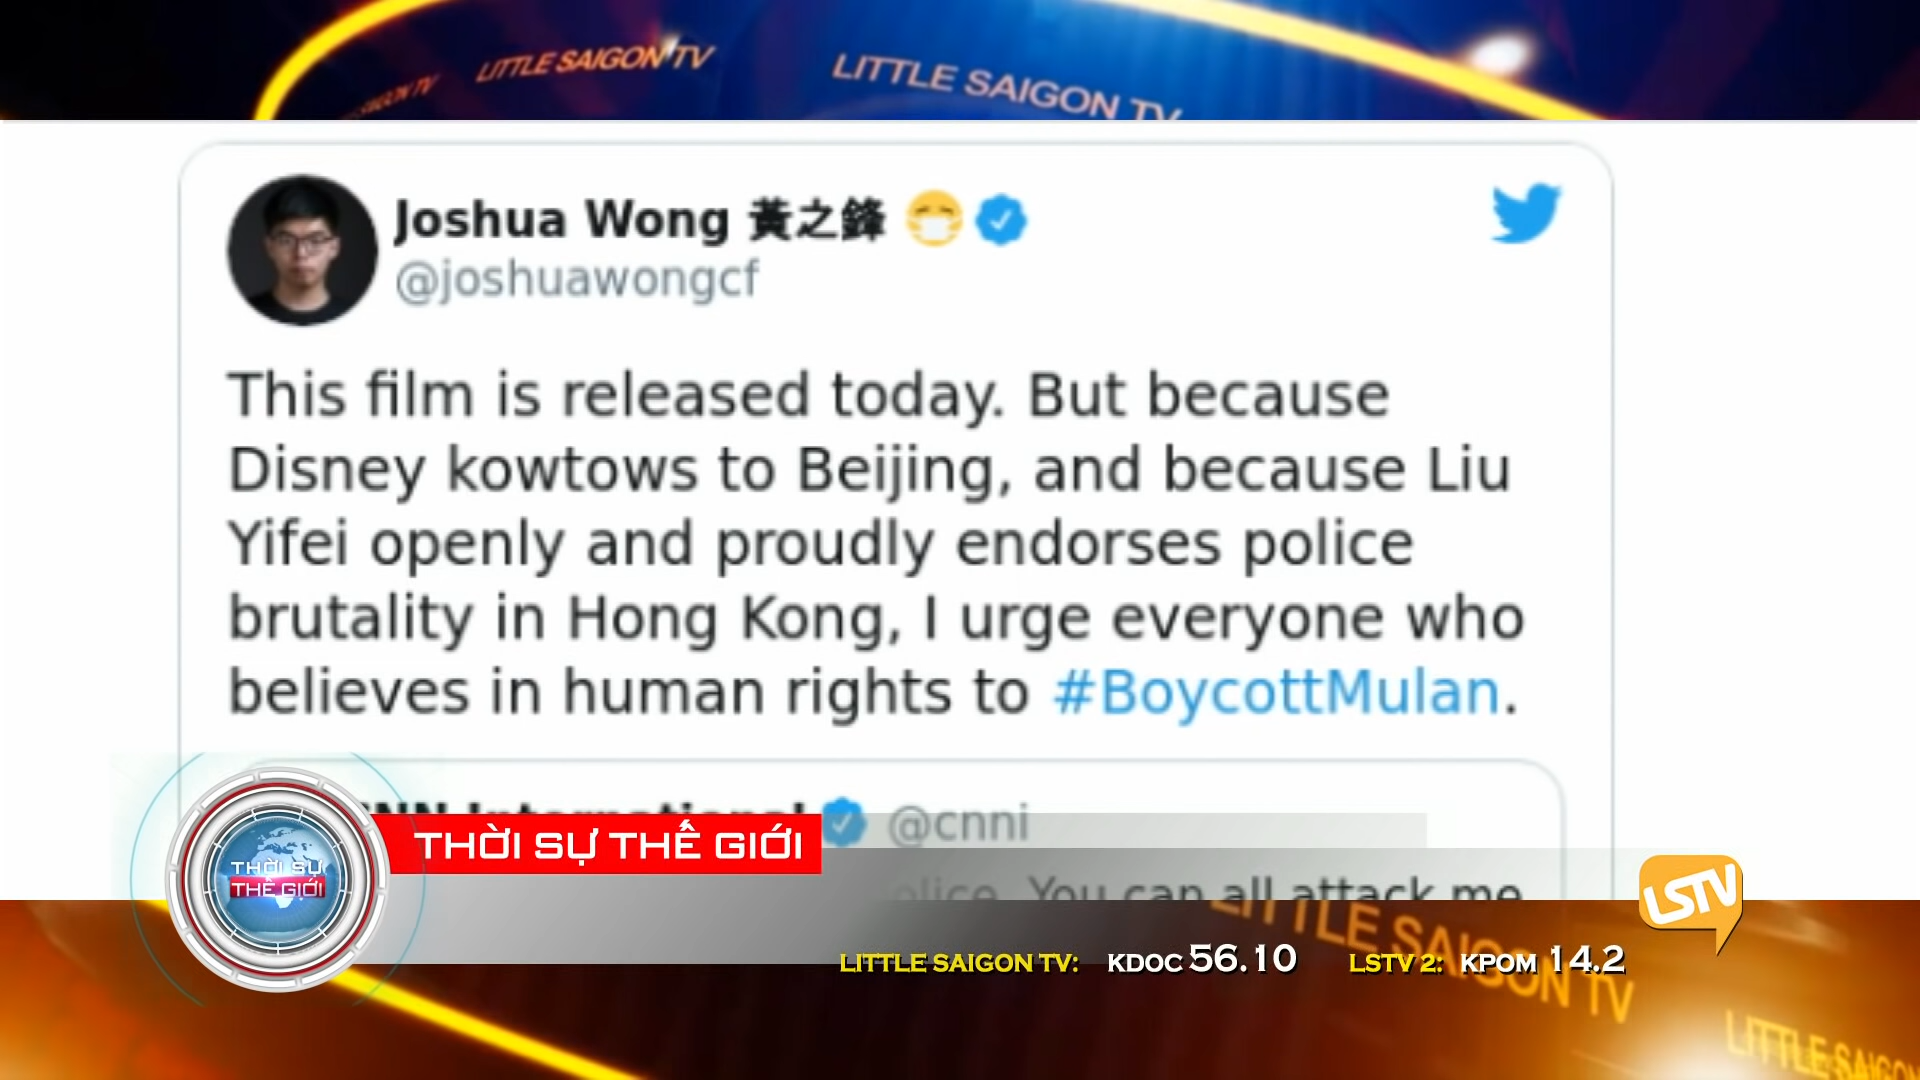 LITTLE SAIGON TV
LITTLE SAIGON TV
SAIGON TV
Joshua Wong 黃之鋒 😷
@joshuawongcf
This film is released today. But because
Disney kowtows to Beijing, and because Liu
Yifei openly and proudly endorses police
brutality in Hong Kong, I urge everyone who
believes in human rights to #BoycottMulan.
CNN International @cnni
THỜI SỰ THẾ GIỚI
THỜI SỰ
THẾ GIỚI
police. You can all attack me
LSTV
LITTLE SAIGON TV
LITTLE SAIGON TV: KDOC 56.10 LSTV 2: KPOM 14.2
LITTLE SAIGON